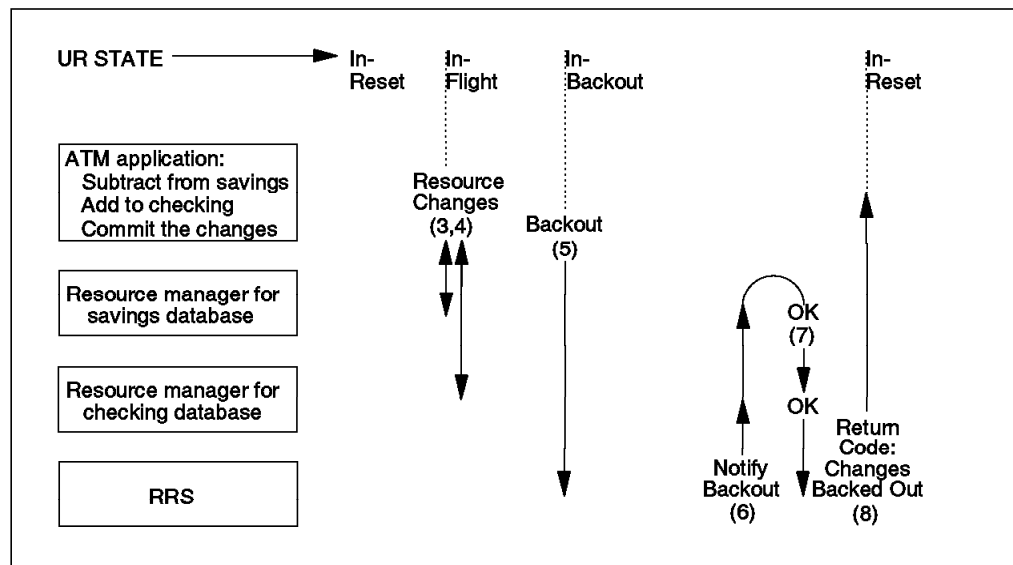 UR STATE
In-
Reset
In-
Flight
In-
Backout
In-
Reset
ATM application:
Subtract from savings
Add to checking
Commit the changes
Resource
Changes
(3,4)
Backout
(5)
Resource manager for
savings database
OK
(7)
Resource manager for
checking database
OK
Return
Code:
Changes
Backed Out
(8)
Notify
Backout
(6)
RRS